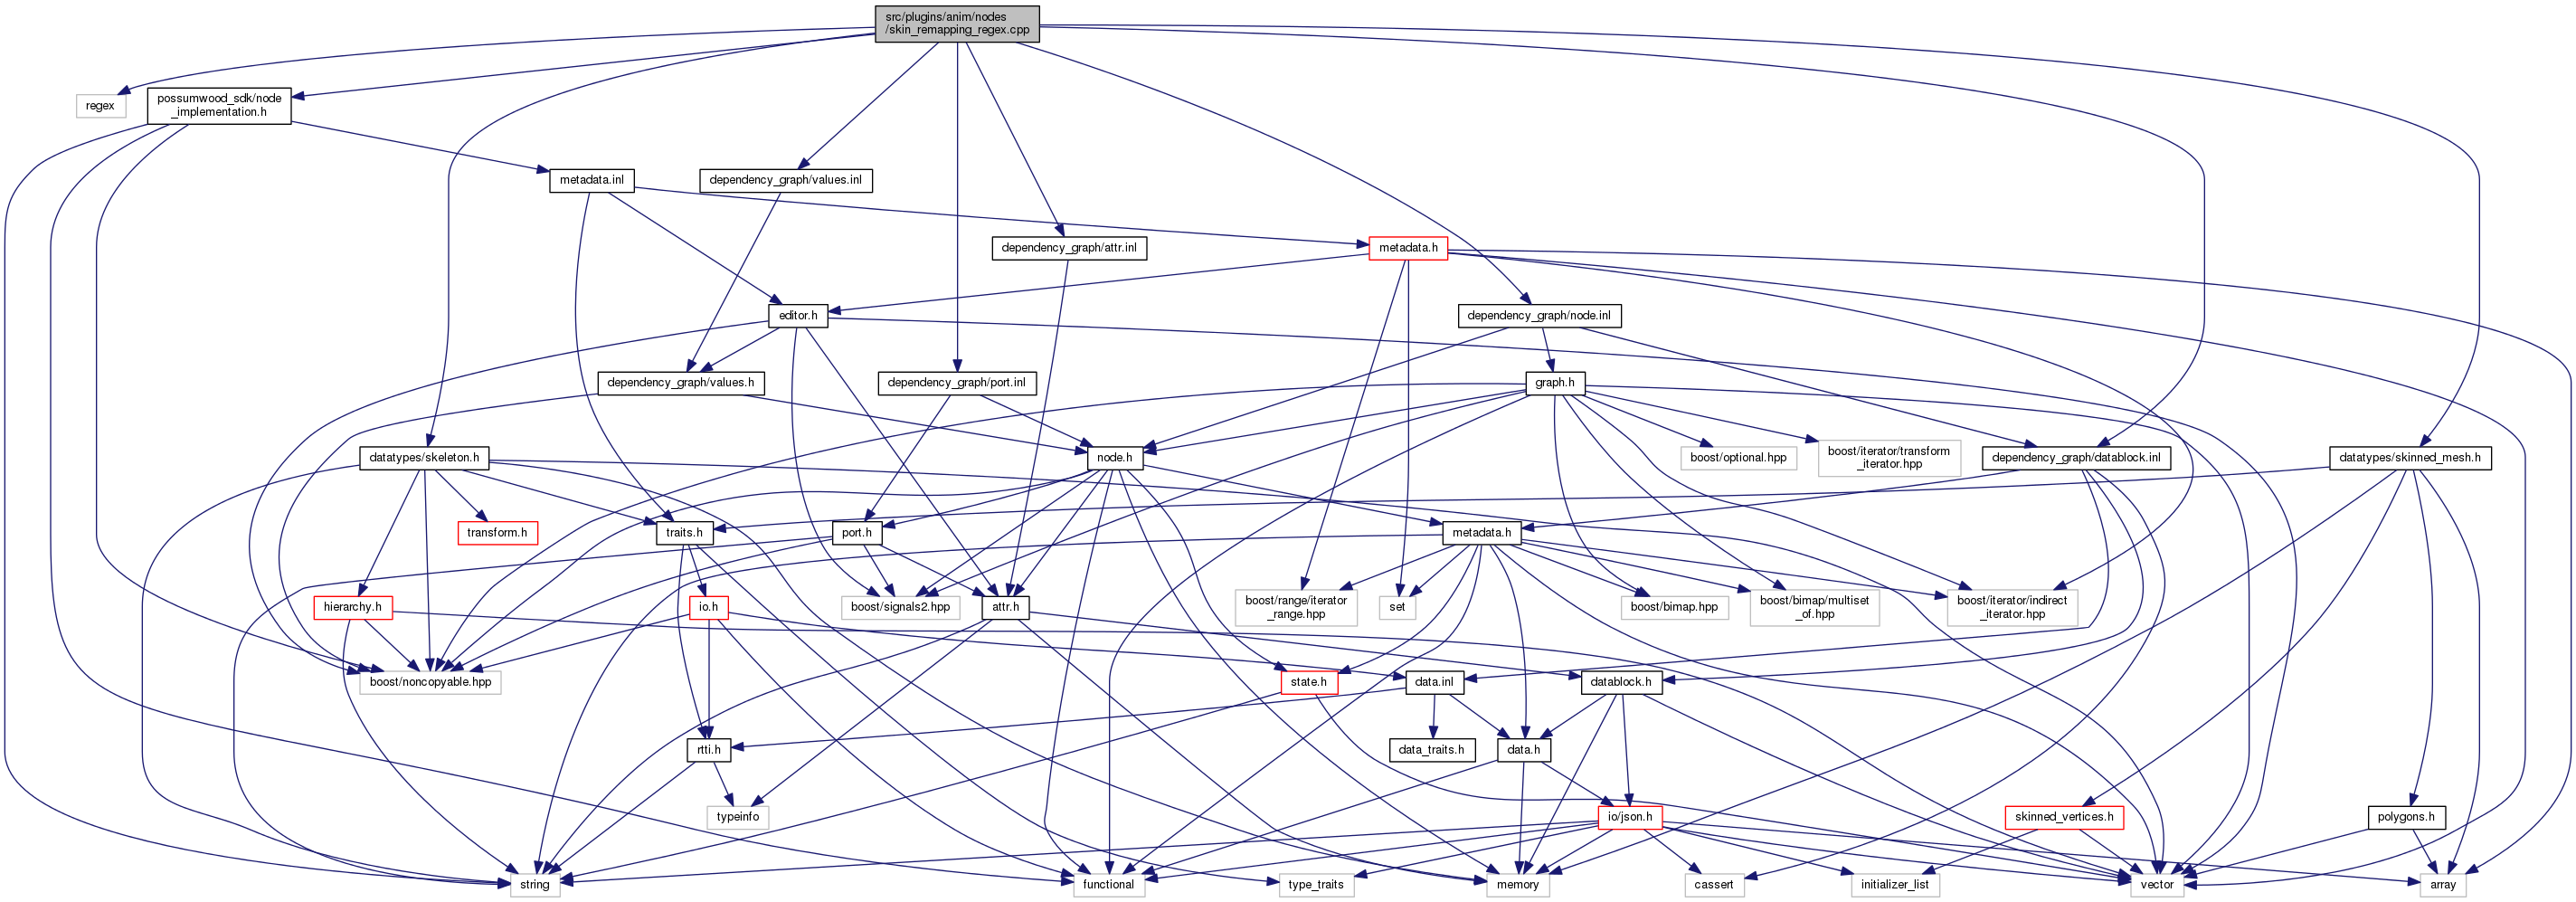 src/plugins/anim/nodes
/skin_remapping_regex.cpp
regex
possumwood_sdk/node
_implementation.h
metadata.inl
dependency_graph/values.inl
dependency_graph/attr.inl
metadata.h
editor.h
dependency_graph/node.inl
dependency_graph/values.h
dependency_graph/port.inl
graph.h
datatypes/skeleton.h
node.h
boost/optional.hpp
boost/iterator/transform
_iterator.hpp
dependency_graph/datablock.inl
datatypes/skinned_mesh.h
transform.h
traits.h
port.h
metadata.h
hierarchy.h
io.h
boost/signals2.hpp
attr.h
boost/range/iterator
_range.hpp
set
boost/bimap.hpp
boost/bimap/multiset
_of.hpp
boost/iterator/indirect
_iterator.hpp
boost/noncopyable.hpp
state.h
data.inl
datablock.h
rtti.h
data_traits.h
data.h
typeinfo
io/json.h
skinned_vertices.h
polygons.h
string
functional
type_traits
memory
cassert
initializer_list
vector
array